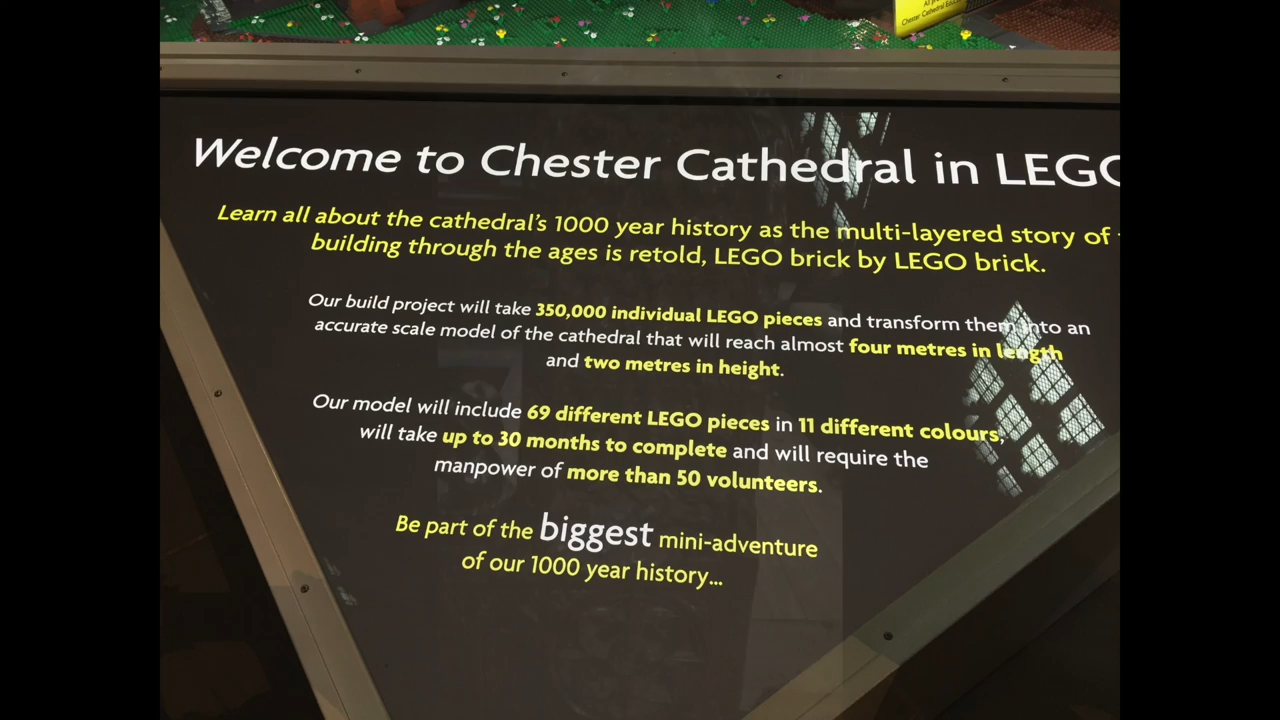 Chester Cathedral
Welcome to Chester Cathedral in LEGO
Learn all about the cathedral's 1000 year history as the multi-layered story of
building through the ages is retold, LEGO brick by LEGO brick.
Our build project will take 350,000 individual LEGO pieces and transform them into an
accurate scale model of the cathedral that will reach almost four metres in length
and two metres in height.
Our model will include 69 different LEGO pieces in 11 different colours,
will take up to 30 months to complete and will require the
manpower of more than 50 volunteers.
Be part of the biggest mini-adventure
of our 1000 year history...